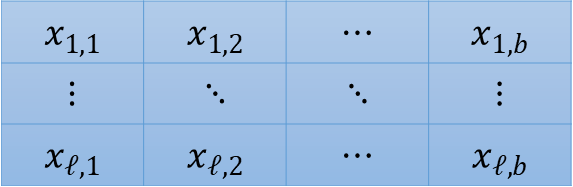 x₁,₁ x₁,₂ ⋯ x₁,b
⋮ ⋱ ⋱ ⋮
xℓ,₁ xℓ,₂ ⋯ xℓ,b